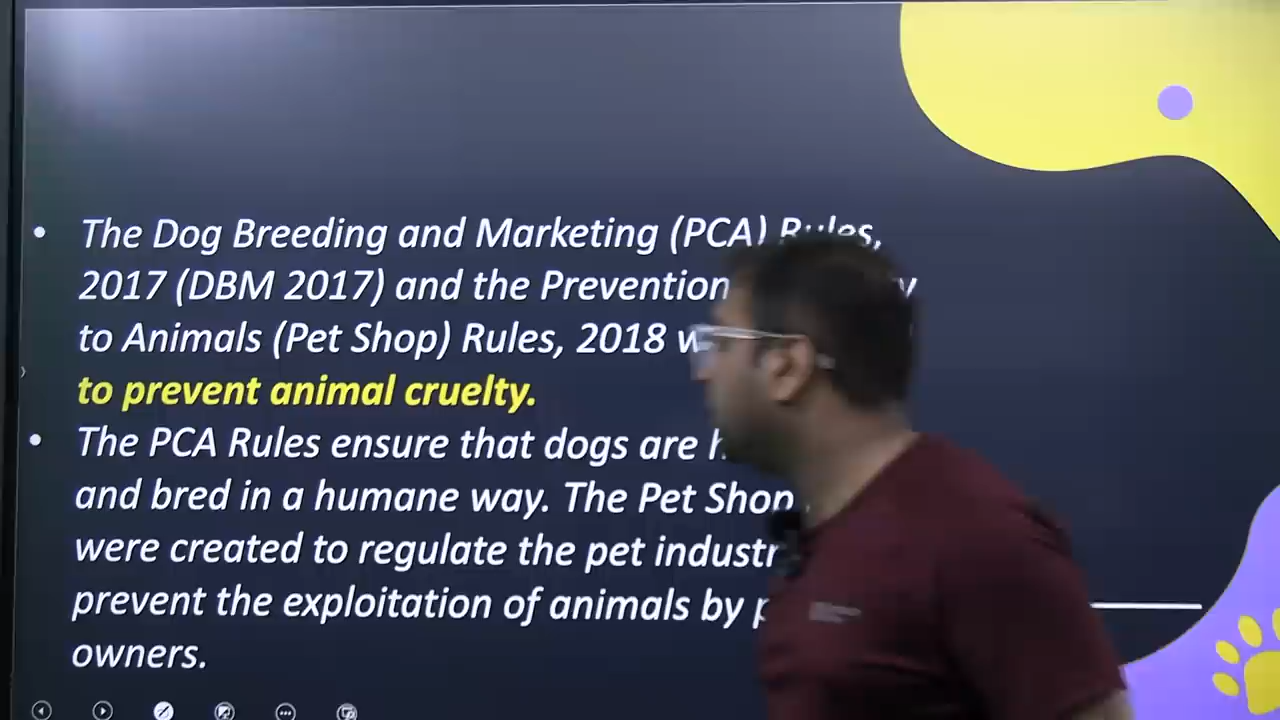 • The Dog Breeding and Marketing (PCA) Rules,
2017 (DBM 2017) and the Prevention
to Animals (Pet Shop) Rules, 2018
to prevent animal cruelty.
• The PCA Rules ensure that dogs are
and bred in a humane way. The Pet Shop
were created to regulate the pet
prevent the exploitation of animals by
owners.